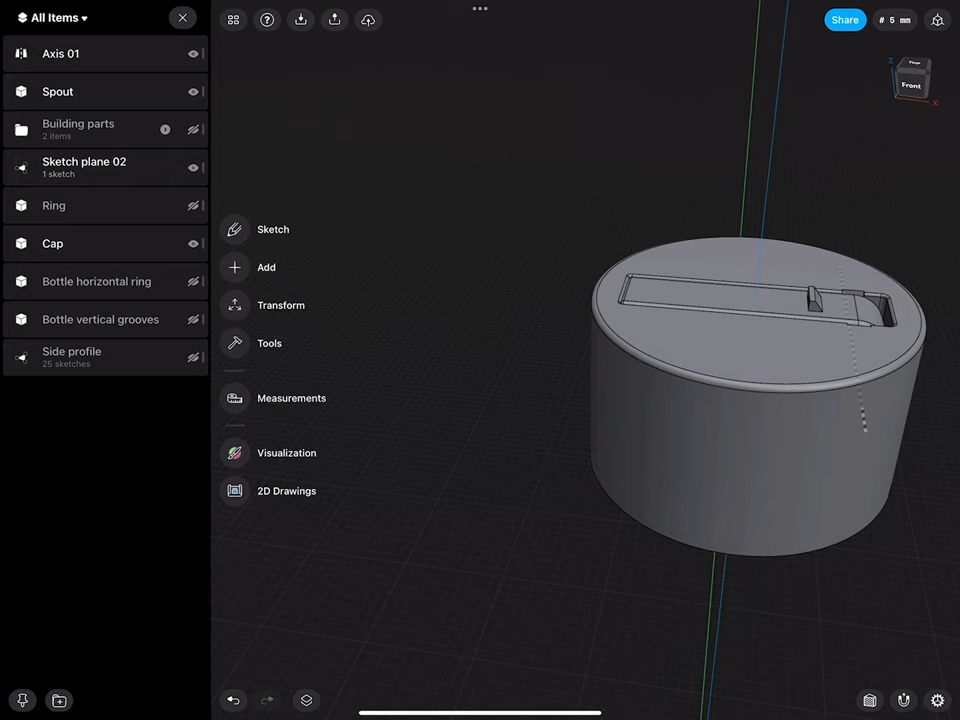 All Items
Axis 01
Spout
Building parts
2 items
Sketch plane 02
1 sketch
Ring
Cap
Bottle horizontal ring
Bottle vertical grooves
Side profile
25 sketches
Sketch
Add
Transform
Tools
Measurements
Visualization
2D Drawings
Share
# 5 mm
Z
Front
X